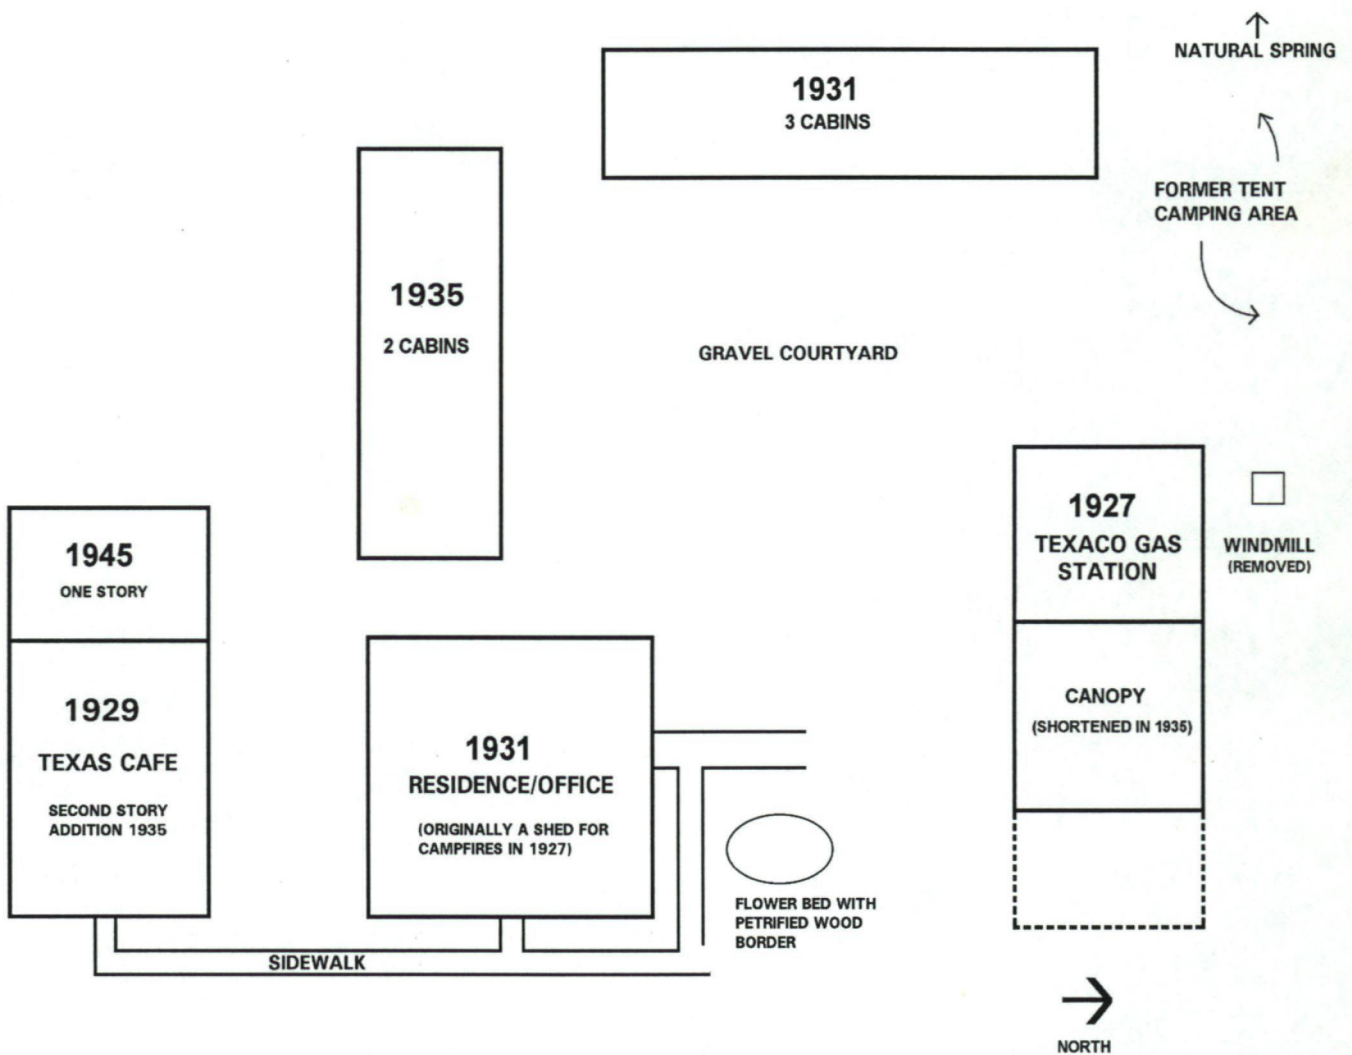 NATURAL SPRING
1931
3 CABINS
FORMER TENT
CAMPING AREA
1935
2 CABINS
GRAVEL COURTYARD
1927
TEXACO GAS
STATION
WINDMILL
(REMOVED)
1945
ONE STORY
CANOPY
(SHORTENED IN 1935)
1929
TEXAS CAFE
SECOND STORY
ADDITION 1935
1931
RESIDENCE/OFFICE
(ORIGINALLY A SHED FOR
CAMPFIRES IN 1927)
FLOWER BED WITH
PETRIFIED WOOD
BORDER
SIDEWALK
NORTH